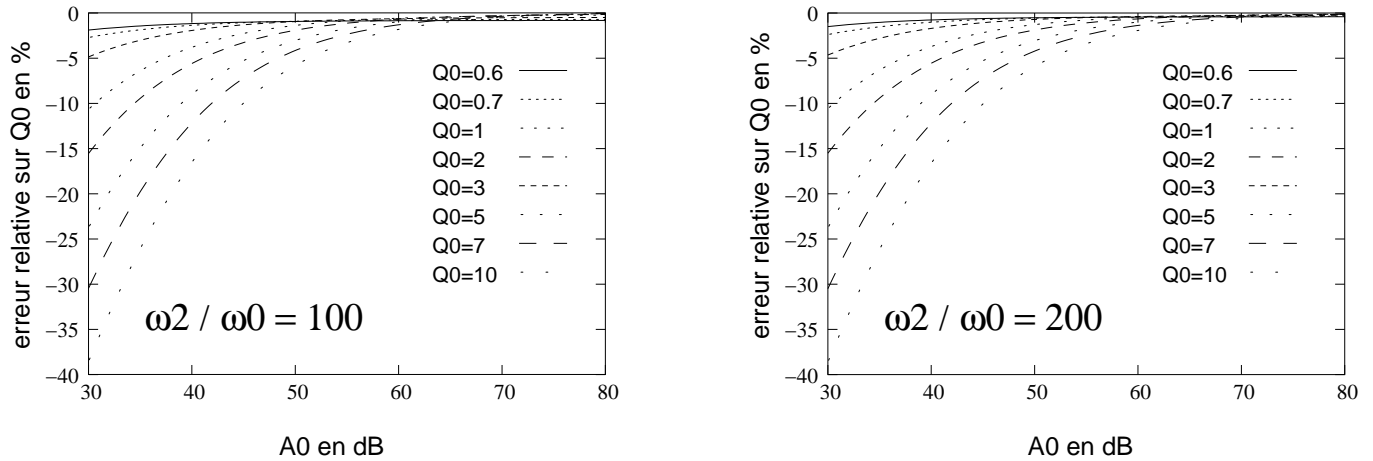 erreur relative sur Q0 en %
0
−5
−10
−15
−20
−25
−30
−35
−40
Q0=0.6
Q0=0.7
Q0=1
Q0=2
Q0=3
Q0=5
Q0=7
Q0=10
ω2 / ω0 = 100
30 40 50 60 70 80
A0 en dB
erreur relative sur Q0 en %
0
−5
−10
−15
−20
−25
−30
−35
−40
Q0=0.6
Q0=0.7
Q0=1
Q0=2
Q0=3
Q0=5
Q0=7
Q0=10
ω2 / ω0 = 200
30 40 50 60 70 80
A0 en dB